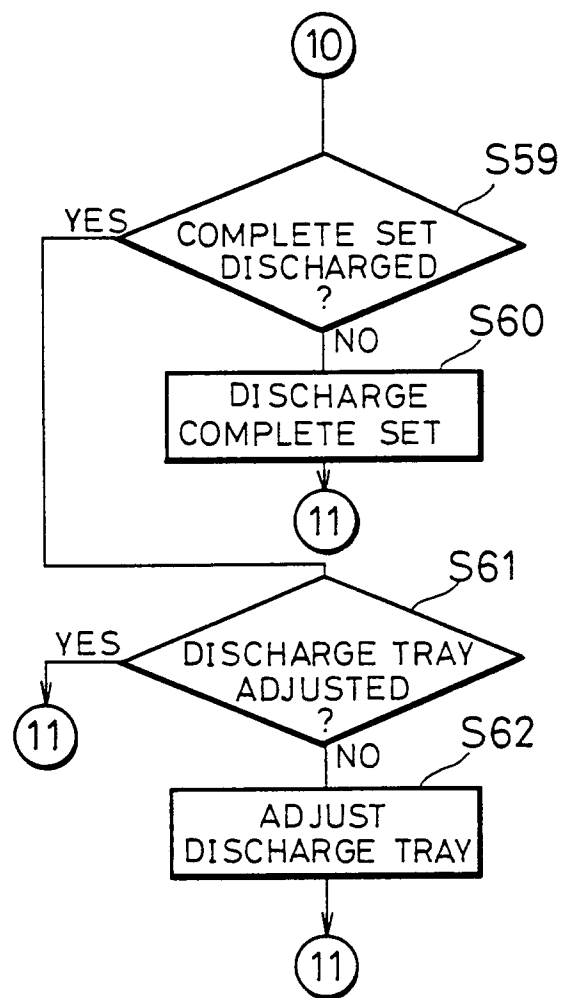 10
S59
YES
COMPLETE SET
DISCHARGED
?
NO
S60
DISCHARGE
COMPLETE SET
11
S61
YES
DISCHARGE TRAY
ADJUSTED
?
11
NO
S62
ADJUST
DISCHARGE TRAY
11